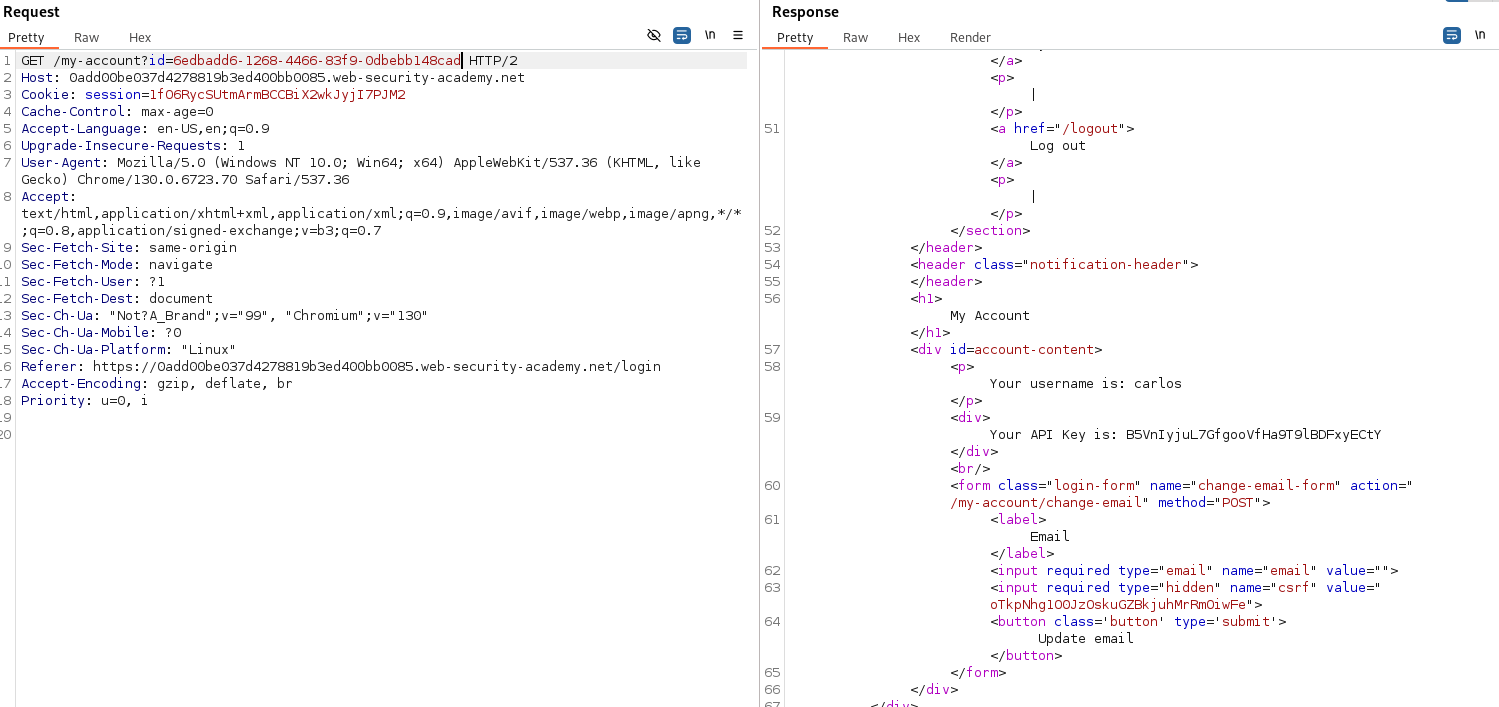 Request
Pretty Raw Hex
\n
1 GET /my-account?id=6edbadd6-1268-4466-83f9-0dbebb148cad HTTP/2
2 Host: 0add00be037d4278819b3ed400bb0085.web-security-academy.net
3 Cookie: session=1f06RycSUtmArmBCCBiX2wkJyjI7PJM2
4 Cache-Control: max-age=0
5 Accept-Language: en-US,en;q=0.9
6 Upgrade-Insecure-Requests: 1
7 User-Agent: Mozilla/5.0 (Windows NT 10.0; Win64; x64) AppleWebKit/537.36 (KHTML, like
Gecko) Chrome/130.0.6723.70 Safari/537.36
8 Accept:
text/html,application/xhtml+xml,application/xml;q=0.9,image/avif,image/webp,image/apng,*/*
;q=0.8,application/signed-exchange;v=b3;q=0.7
9 Sec-Fetch-Site: same-origin
10 Sec-Fetch-Mode: navigate
11 Sec-Fetch-User: ?1
12 Sec-Fetch-Dest: document
13 Sec-Ch-Ua: "Not?A_Brand";v="99", "Chromium";v="130"
14 Sec-Ch-Ua-Mobile: ?0
15 Sec-Ch-Ua-Platform: "Linux"
16 Referer: https://0add00be037d4278819b3ed400bb0085.web-security-academy.net/login
17 Accept-Encoding: gzip, deflate, br
18 Priority: u=0, i
19
20
Response
Pretty Raw Hex Render
\n
</a>
<p>
|
</p>
51 <a href="/logout">
Log out
</a>
<p>
|
</p>
52 </section>
53 </header>
54 <header class="notification-header">
55 </header>
56 <h1>
My Account
</h1>
57 <div id=account-content>
58 <p>
Your username is: carlos
</p>
59 <div>
Your API Key is: B5VnIyjuL7GfgooVfHa9T9lBDFxyECtY
</div>
<br/>
60 <form class="login-form" name="change-email-form" action="
/my-account/change-email" method="POST">
61 <label>
Email
</label>
62 <input required type="email" name="email" value="">
63 <input required type="hidden" name="csrf" value="
oTkpNhg1O0JzOskuGZBkjuhMrRmOiwFe">
64 <button class='button' type='submit'>
Update email
</button>
65 </form>
66 </div>
67 </div>